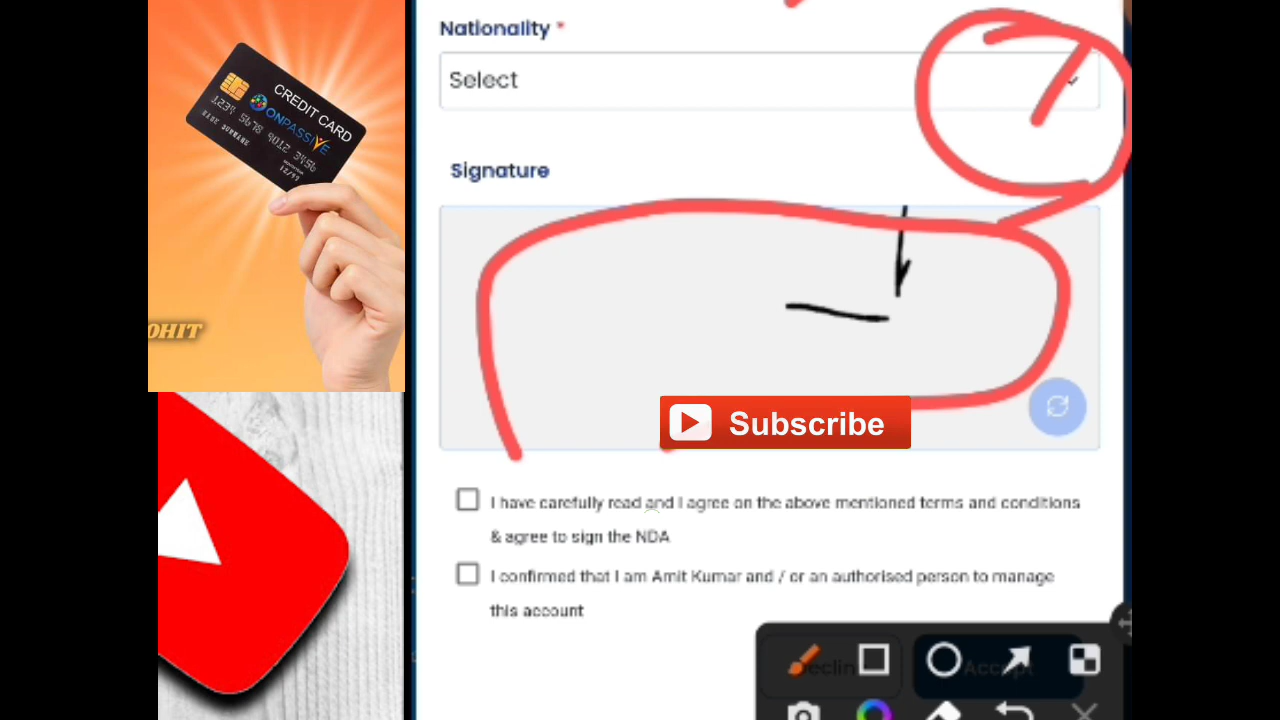 CREDIT CARD
ONPASSIVE
1234 5678 9012 3456
12/99
OHIT
Nationality *
Select
Signature
Subscribe
I have carefully read and I agree on the above mentioned terms and conditions
& agree to sign the NDA
I confirmed that I am Amit Kumar and / or an authorised person to manage
this account